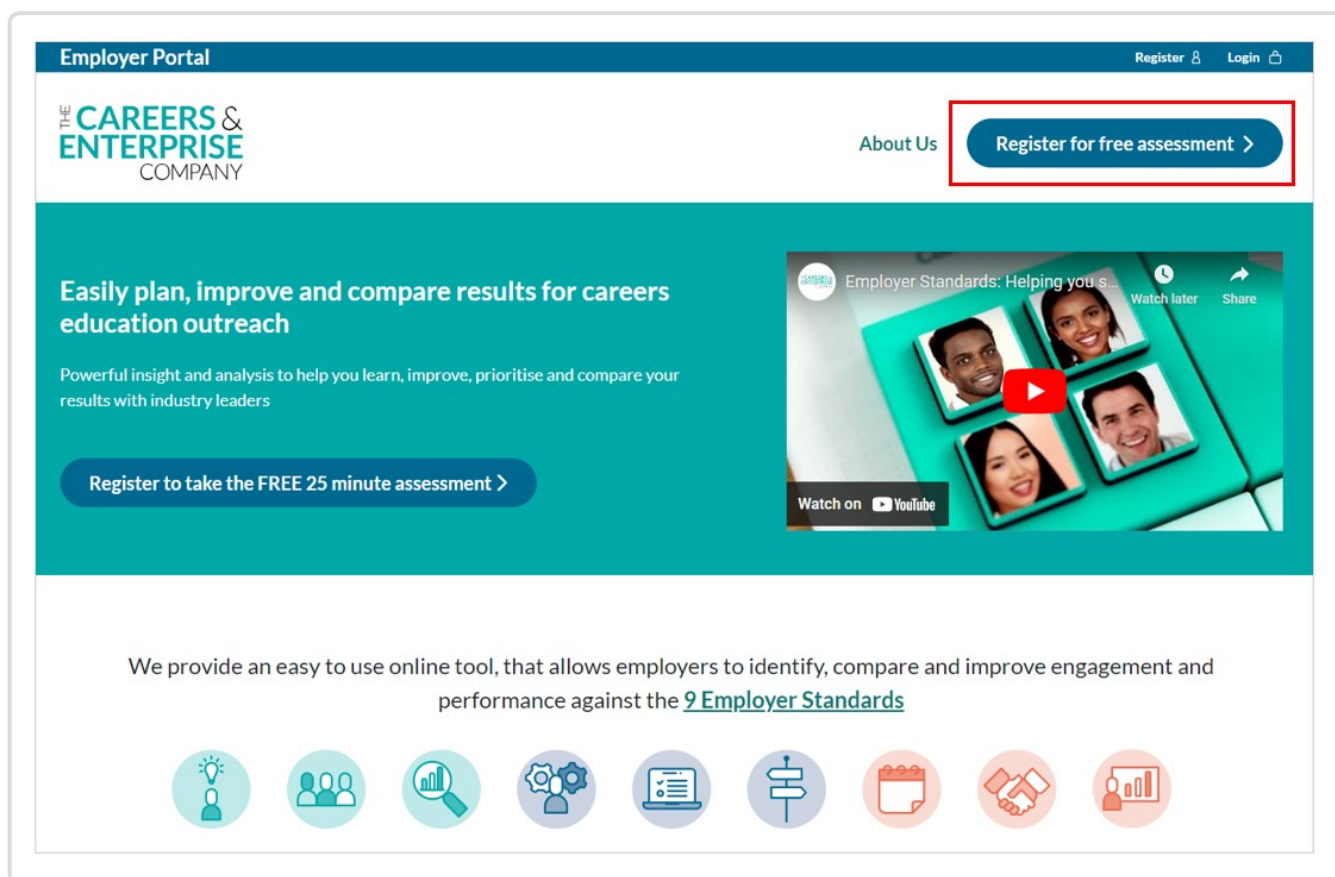 Employer Portal
Register
Login
THE
CAREERS &
ENTERPRISE
COMPANY
About Us
Register for free assessment
Easily plan, improve and compare results for careers
education outreach
Powerful insight and analysis to help you learn, improve, prioritise and compare your
results with industry leaders
Register to take the FREE 25 minute assessment
Employer Standards: Helping you s...
Watch later
Share
Watch on YouTube
We provide an easy to use online tool, that allows employers to identify, compare and improve engagement and
performance against the 9 Employer Standards